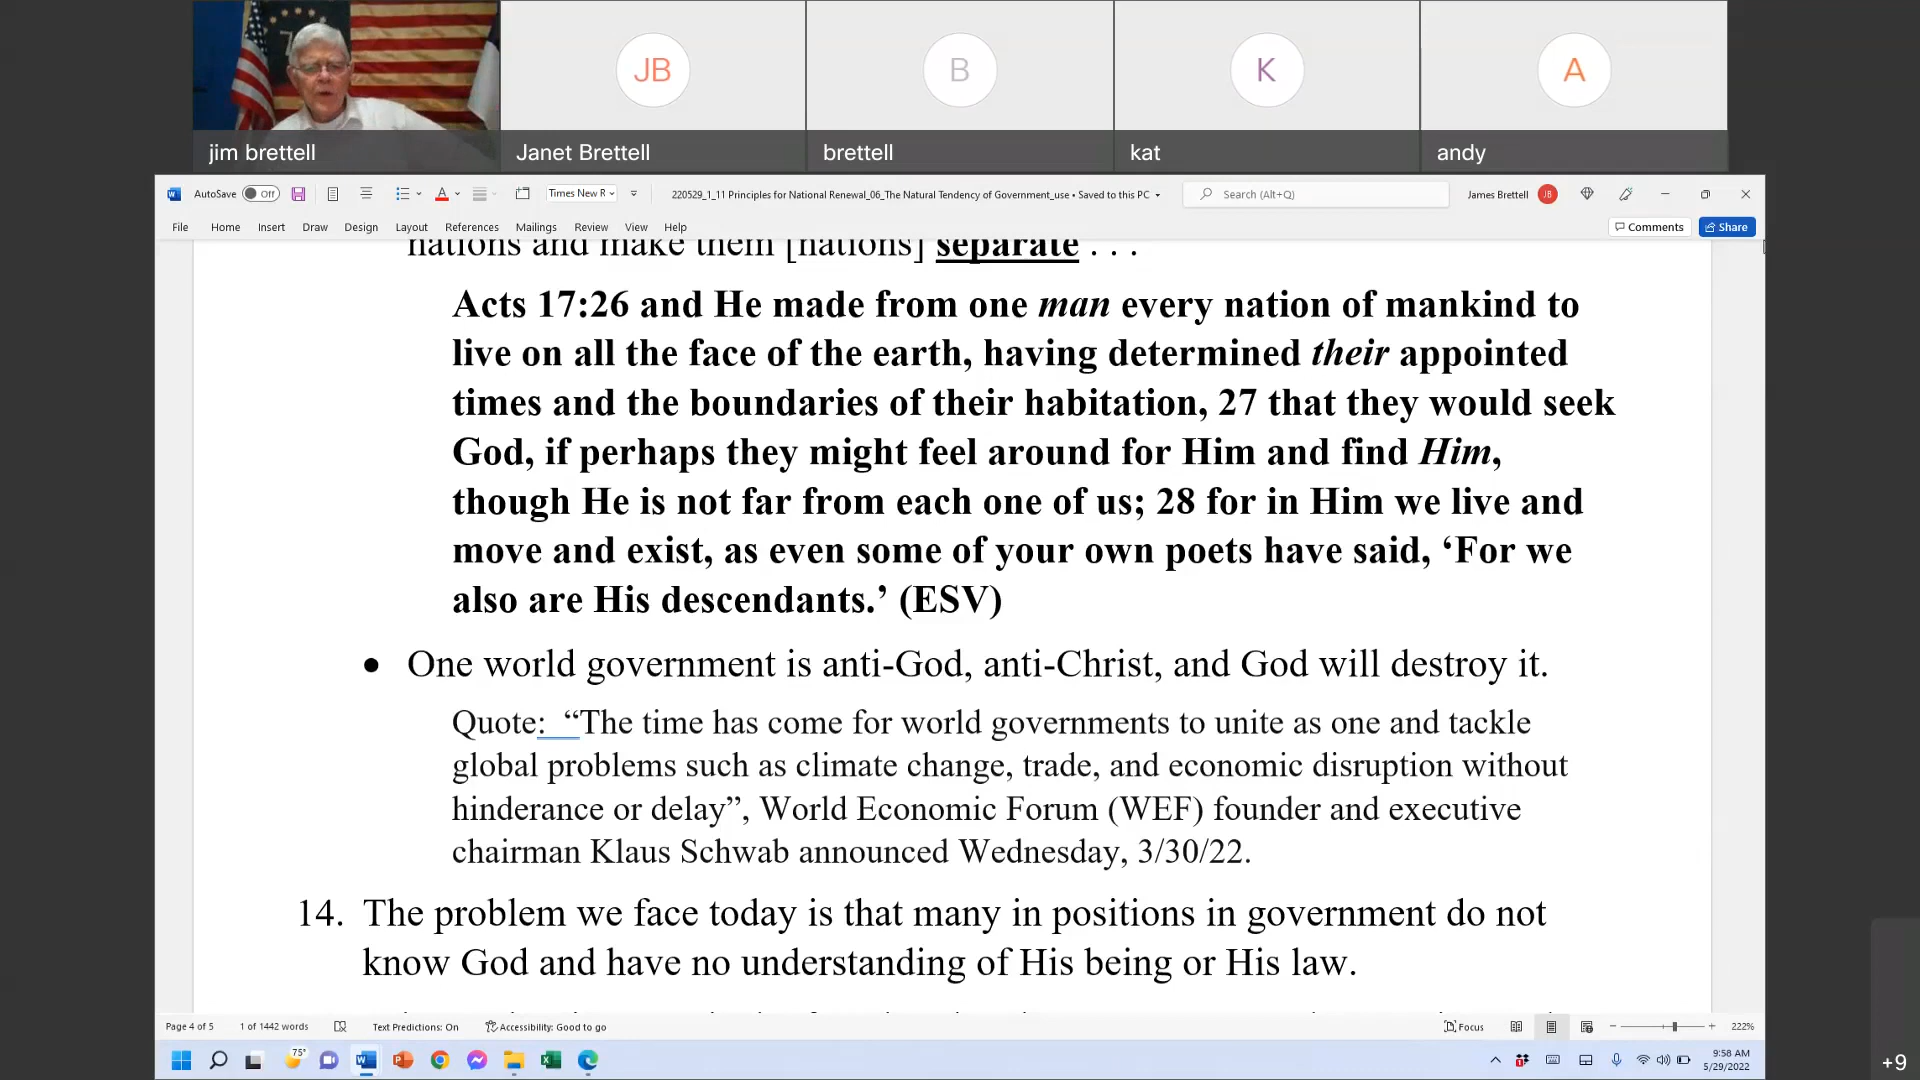 7
JB
B
K
A
jim brettell
Janet Brettell
brettell
kat
andy
AutoSave Off
Times New R
220529_1_11 Principles for National Renewal_06_The Natural Tendency of Government_use • Saved to this PC
Search (Alt+Q)
James Brettell JB
File Home Insert Draw Design Layout References Mailings Review View Help
Comments Share
nations and make them [nations] separate . . .
Acts 17:26 and He made from one man every nation of mankind to
live on all the face of the earth, having determined their appointed
times and the boundaries of their habitation, 27 that they would seek
God, if perhaps they might feel around for Him and find Him,
though He is not far from each one of us; 28 for in Him we live and
move and exist, as even some of your own poets have said, ‘For we
also are His descendants.’ (ESV)
• One world government is anti-God, anti-Christ, and God will destroy it.
Quote: “The time has come for world governments to unite as one and tackle
global problems such as climate change, trade, and economic disruption without
hinderance or delay”, World Economic Forum (WEF) founder and executive
chairman Klaus Schwab announced Wednesday, 3/30/22.
14. The problem we face today is that many in positions in government do not
know God and have no understanding of His being or His law.
Page 4 of 5 1 of 1442 words Text Predictions: On Accessibility: Good to go Focus 222%
75°
9:58 AM
5/29/2022
+9